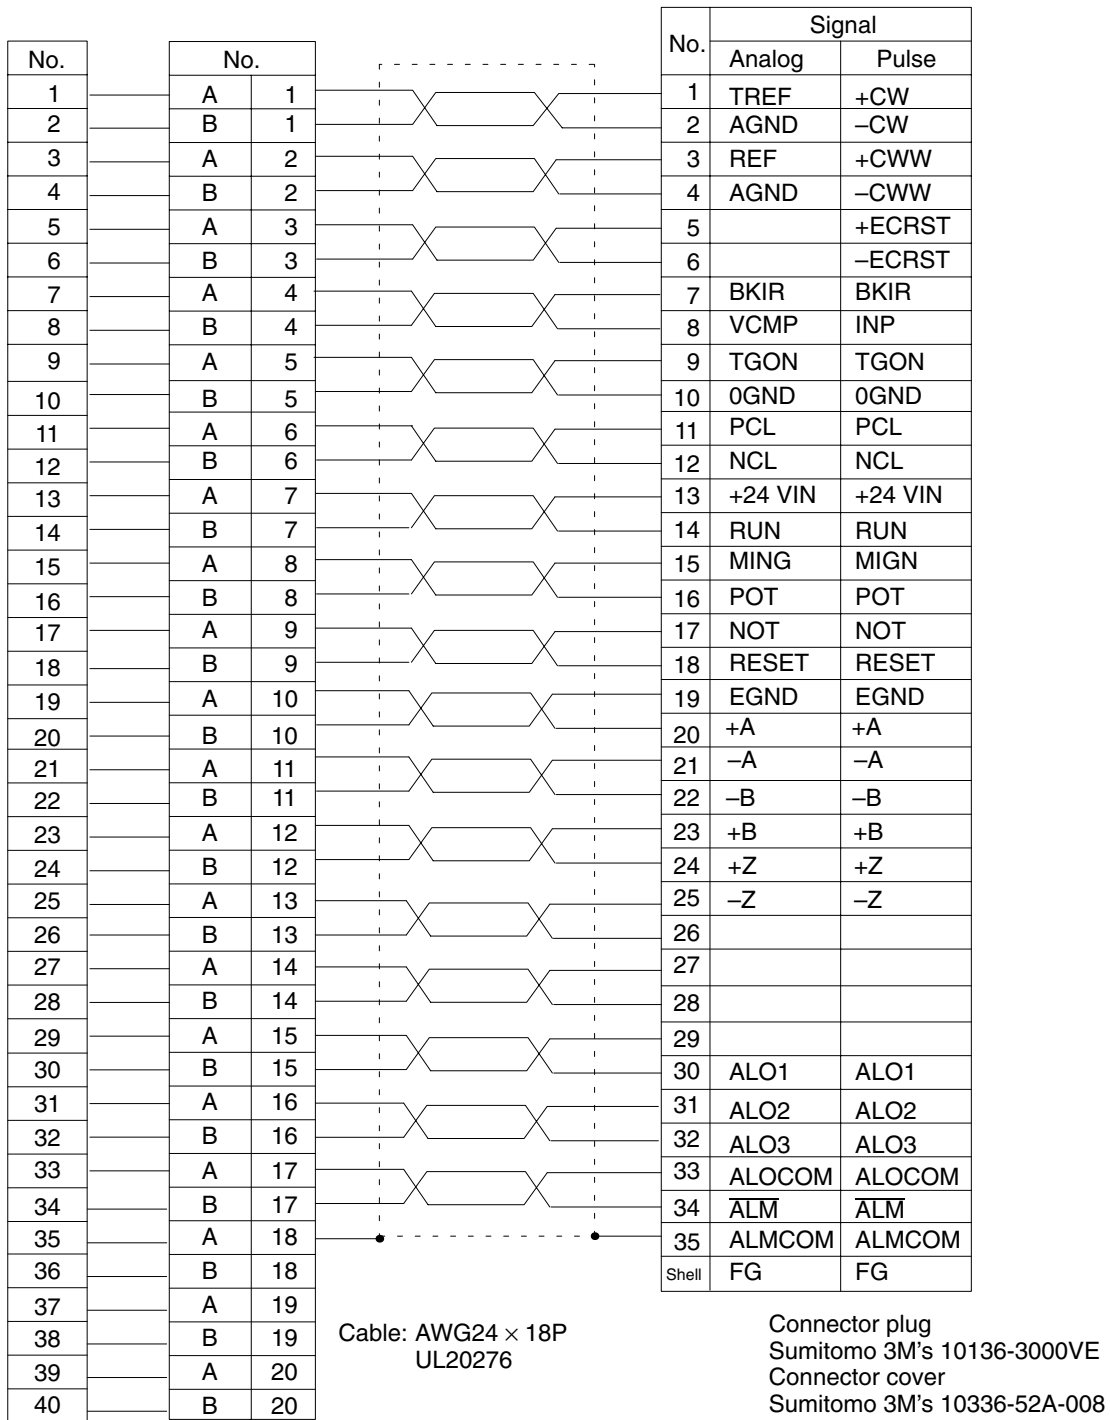 Signal
No. No. No. Analog Pulse
1 A 1 1 TREF +CW
2 B 1 2 AGND –CW
3 A 2 3 REF +CWW
4 B 2 4 AGND –CWW
5 A 3 5 +ECRST
6 B 3 6 –ECRST
7 A 4 7 BKIR BKIR
8 B 4 8 VCMP INP
9 A 5 9 TGON TGON
10 B 5 10 0GND 0GND
11 A 6 11 PCL PCL
12 B 6 12 NCL NCL
13 A 7 13 +24 VIN +24 VIN
14 B 7 14 RUN RUN
15 A 8 15 MING MIGN
16 B 8 16 POT POT
17 A 9 17 NOT NOT
18 B 9 18 RESET RESET
19 A 10 19 EGND EGND
20 B 10 20 +A +A
21 A 11 21 –A –A
22 B 11 22 –B –B
23 A 12 23 +B +B
24 B 12 24 +Z +Z
25 A 13 25 –Z –Z
26 B 13 26
27 A 14 27
28 B 14 28
29 A 15 29
30 B 15 30 ALO1 ALO1
31 A 16 31 ALO2 ALO2
32 B 16 32 ALO3 ALO3
33 A 17 33 ALOCOM ALOCOM
34 B 17 34 ALM ALM
35 A 18 35 ALMCOM ALMCOM
36 B 18 Shell FG FG
37 A 19
38 B 19
39 A 20
40 B 20
Cable: AWG24 × 18P
UL20276
Connector plug
Sumitomo 3M's 10136-3000VE
Connector cover
Sumitomo 3M's 10336-52A-008